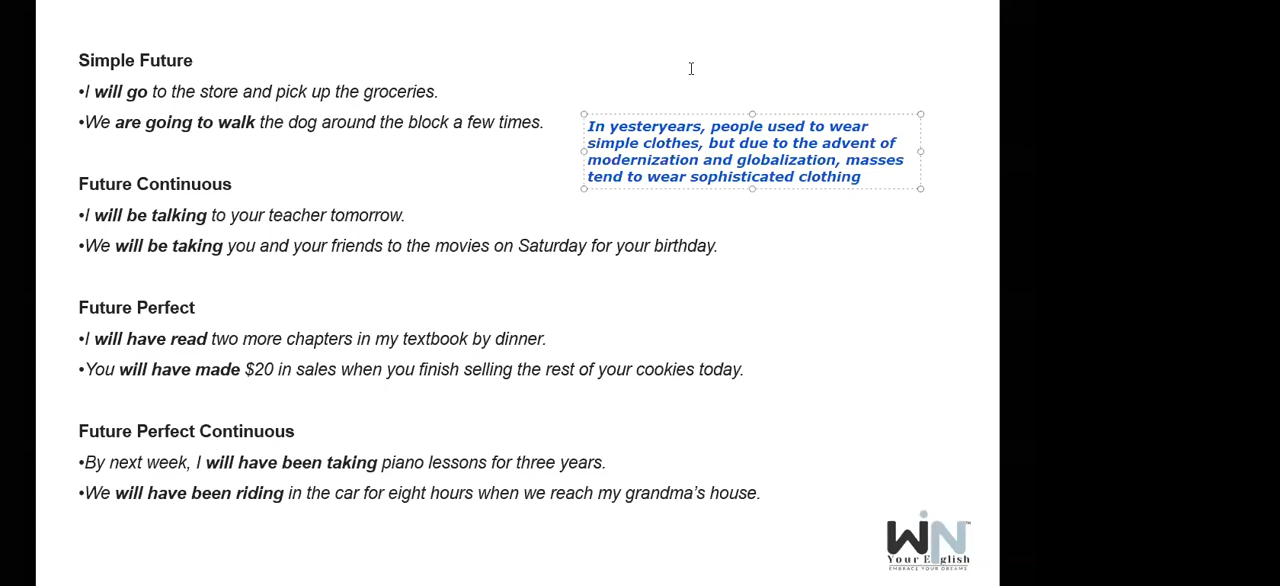 Simple Future
•I will go to the store and pick up the groceries.
•We are going to walk the dog around the block a few times.
In yesteryears, people used to wear
simple clothes, but due to the advent of
modernization and globalization, masses
tend to wear sophisticated clothing
Future Continuous
•I will be talking to your teacher tomorrow.
•We will be taking you and your friends to the movies on Saturday for your birthday.
Future Perfect
•I will have read two more chapters in my textbook by dinner.
•You will have made $20 in sales when you finish selling the rest of your cookies today.
Future Perfect Continuous
•By next week, I will have been taking piano lessons for three years.
•We will have been riding in the car for eight hours when we reach my grandma's house.
WiN™
Your E glish
EMBRACE YOUR DREAMS